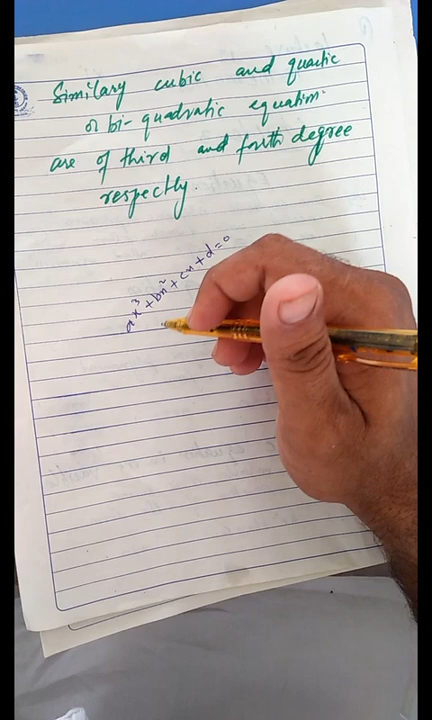 Similary cubic and quartic
or bi-quadratic equation
are of third and forth degree
respectly.
ax³ + bx² + cx + d = 0